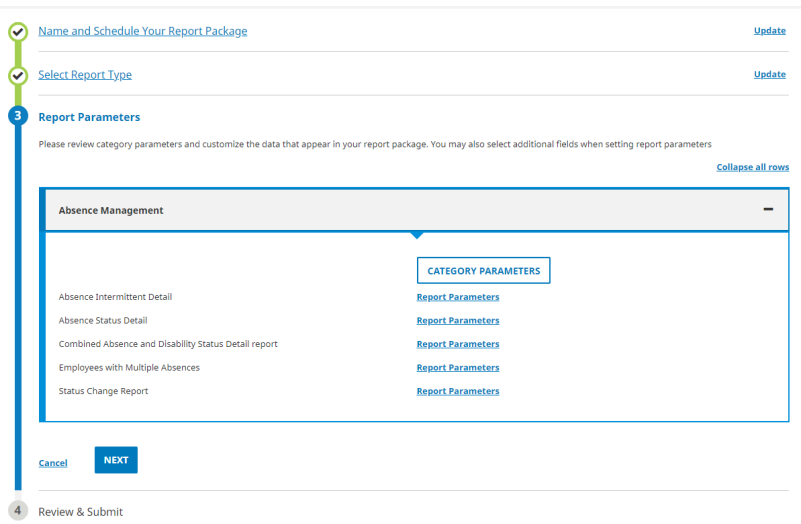 Name and Schedule Your Report Package Update
Select Report Type Update
3 Report Parameters
Please review category parameters and customize the data that appear in your report package. You may also select additional fields when setting report parameters
Collapse all rows
Absence Management
CATEGORY PARAMETERS
Absence Intermittent Detail Report Parameters
Absence Status Detail Report Parameters
Combined Absence and Disability Status Detail report Report Parameters
Employees with Multiple Absences Report Parameters
Status Change Report Report Parameters
Cancel NEXT
4 Review & Submit